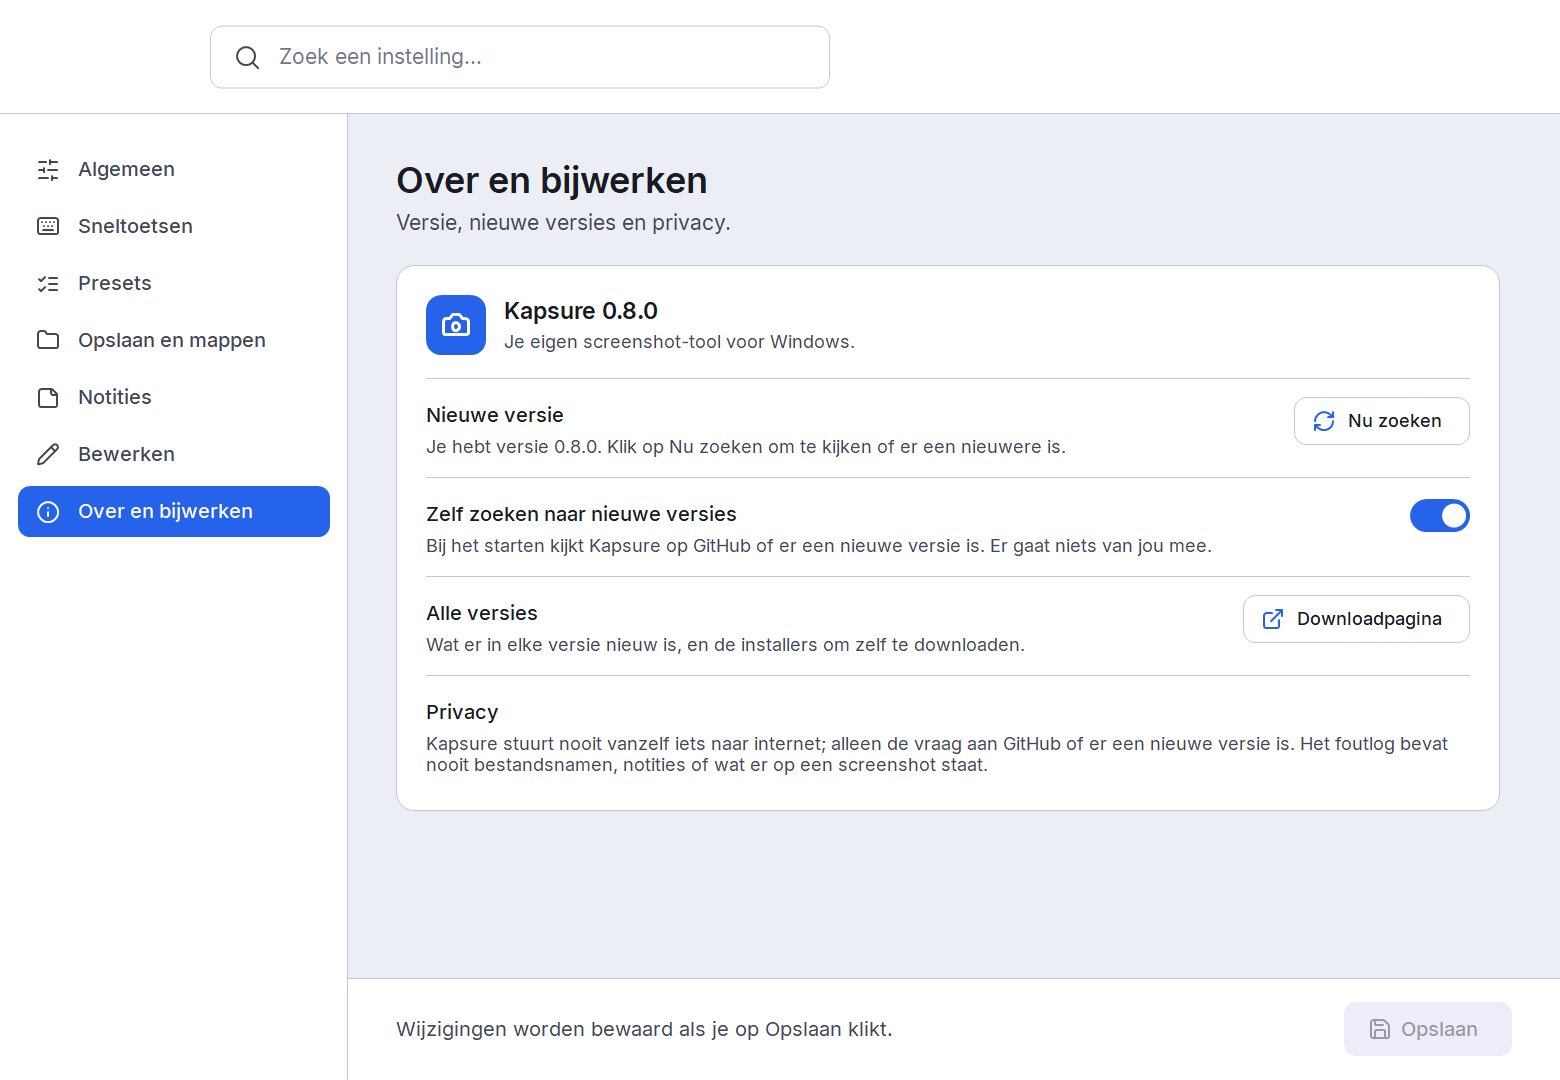 Zoek een instelling...
Algemeen
Sneltoetsen
Presets
Opslaan en mappen
Notities
Bewerken
Over en bijwerken
Over en bijwerken
Versie, nieuwe versies en privacy.
Kapsure 0.8.0
Je eigen screenshot-tool voor Windows.
Nieuwe versie
Je hebt versie 0.8.0. Klik op Nu zoeken om te kijken of er een nieuwere is.
Nu zoeken
Zelf zoeken naar nieuwe versies
Bij het starten kijkt Kapsure op GitHub of er een nieuwe versie is. Er gaat niets van jou mee.
Alle versies
Wat er in elke versie nieuw is, en de installers om zelf te downloaden.
Downloadpagina
Privacy
Kapsure stuurt nooit vanzelf iets naar internet; alleen de vraag aan GitHub of er een nieuwe versie is. Het foutlog bevat
nooit bestandsnamen, notities of wat er op een screenshot staat.
Wijzigingen worden bewaard als je op Opslaan klikt.
Opslaan